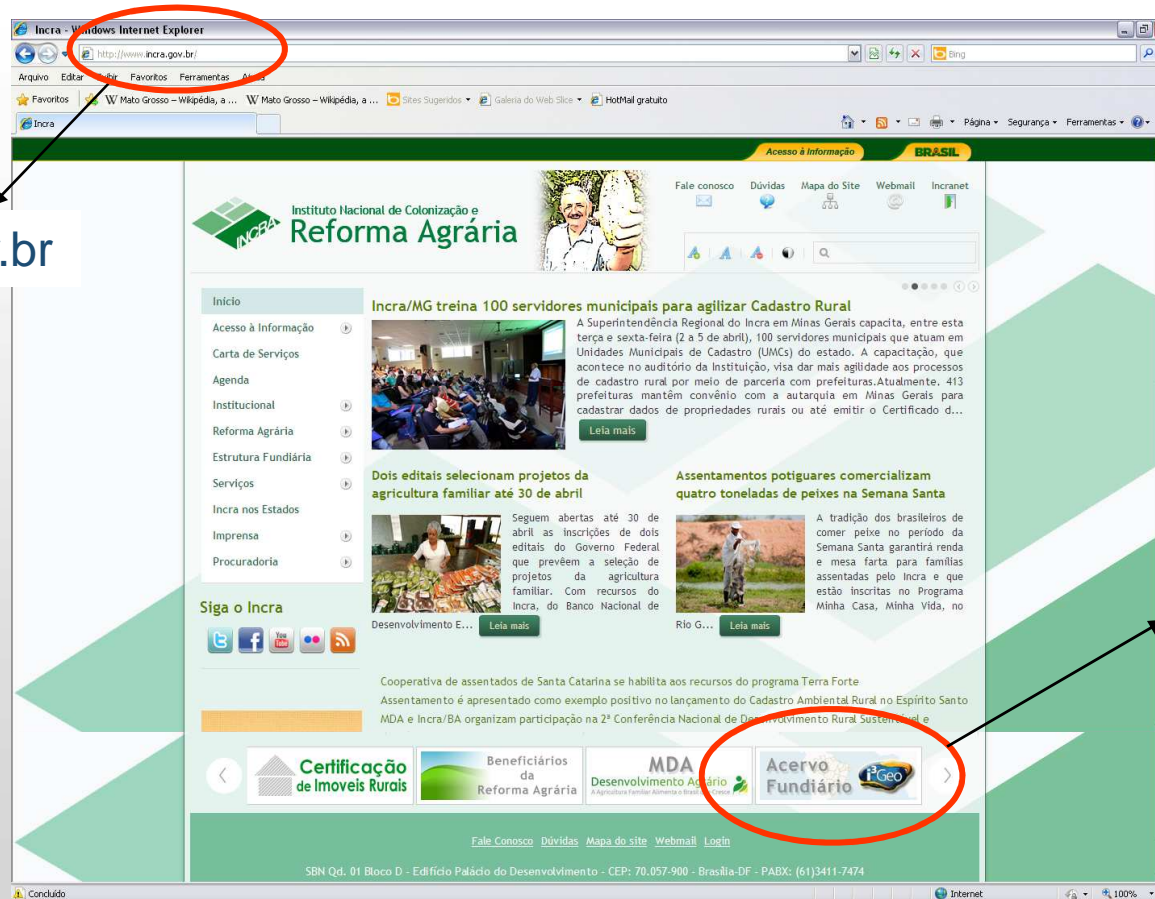 Incra - Windows Internet Explorer
http://www.incra.gov.br/
Bing
Arquivo Editar Exibir Favoritos Ferramentas Ajuda
Favoritos W Mato Grosso – Wikipédia, a ... W Mato Grosso – Wikipédia, a ... Sites Sugeridos Galeria do Web Slice HotMail gratuito
Incra
Página Segurança Ferramentas
Acesso à Informação BRASIL
.br
INCRA
Instituto Nacional de Colonização e
Reforma Agrária
Fale conosco Dúvidas Mapa do Site Webmail Incranet
A A A
Início
Acesso à Informação
Carta de Serviços
Agenda
Institucional
Reforma Agrária
Estrutura Fundiária
Serviços
Incra nos Estados
Imprensa
Procuradoria
Siga o Incra
You Tube
Incra/MG treina 100 servidores municipais para agilizar Cadastro Rural
A Superintendência Regional do Incra em Minas Gerais capacita, entre esta
terça e sexta-feira (2 a 5 de abril), 100 servidores municipais que atuam em
Unidades Municipais de Cadastro (UMCs) do estado. A capacitação, que
acontece no auditório da Instituição, visa dar mais agilidade aos processos
de cadastro rural por meio de parceria com prefeituras.Atualmente. 413
prefeituras mantêm convênio com a autarquia em Minas Gerais para
cadastrar dados de propriedades rurais ou até emitir o Certificado d...
Leia mais
Dois editais selecionam projetos da
agricultura familiar até 30 de abril
Seguem abertas até 30 de
abril as inscrições de dois
editais do Governo Federal
que prevêem a seleção de
projetos da agricultura
familiar. Com recursos do
Incra, do Banco Nacional de
Desenvolvimento E... Leia mais
Assentamentos potiguares comercializam
quatro toneladas de peixes na Semana Santa
A tradição dos brasileiros de
comer peixe no período da
Semana Santa garantirá renda
e mesa farta para famílias
assentadas pelo Incra e que
estão inscritas no Programa
Minha Casa, Minha Vida, no
Rio G... Leia mais
Cooperativa de assentados de Santa Catarina se habilita aos recursos do programa Terra Forte
Assentamento é apresentado como exemplo positivo no lançamento do Cadastro Ambiental Rural no Espírito Santo
MDA e Incra/BA organizam participação na 2ª Conferência Nacional de Desenvolvimento Rural Sustentável e
Certificação
de Imoveis Rurais
Beneficiários
da
Reforma Agrária
MDA
Desenvolvimento Agrário
Acervo
Fundiário
i3Geo
Fale Conosco Dúvidas Mapa do site Webmail Login
SBN Qd. 01 Bloco D - Edifício Palácio do Desenvolvimento - CEP: 70.057-900 - Brasília-DF - PABX: (61)3411-7474
Concluído Internet 100%